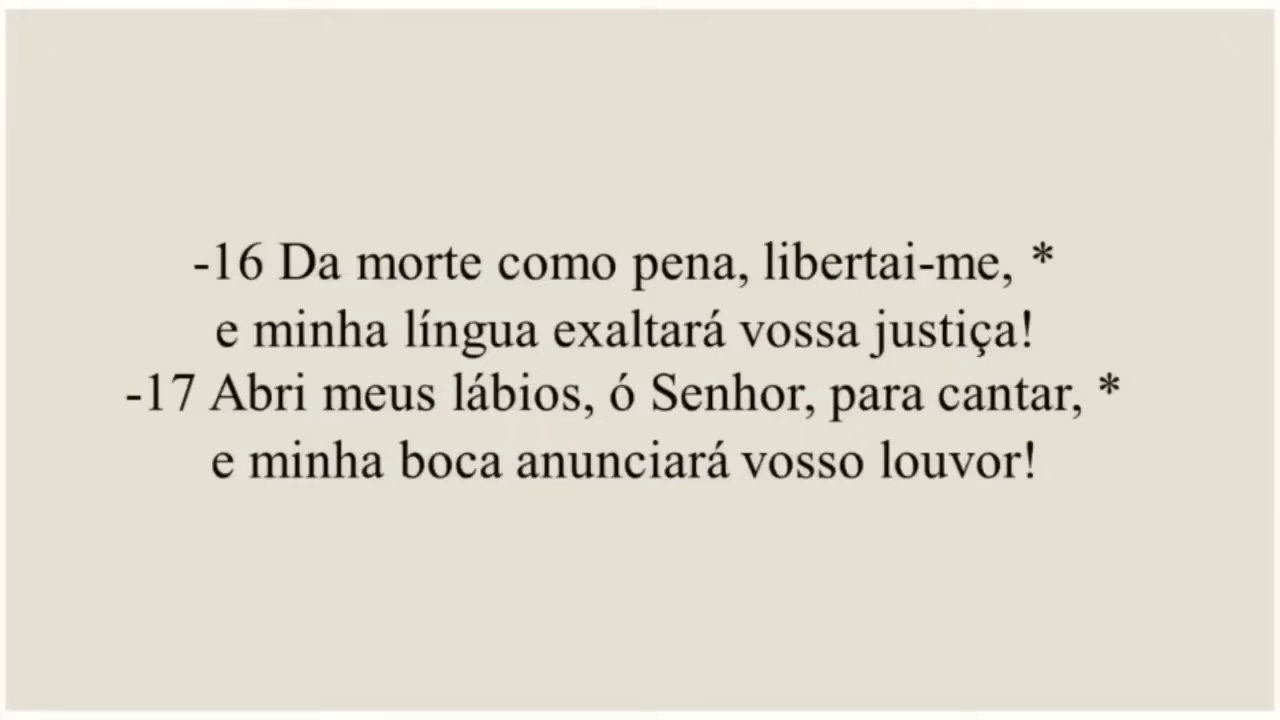 -16 Da morte como pena, libertai-me, *
e minha língua exaltará vossa justiça!
-17 Abri meus lábios, ó Senhor, para cantar, *
e minha boca anunciará vosso louvor!